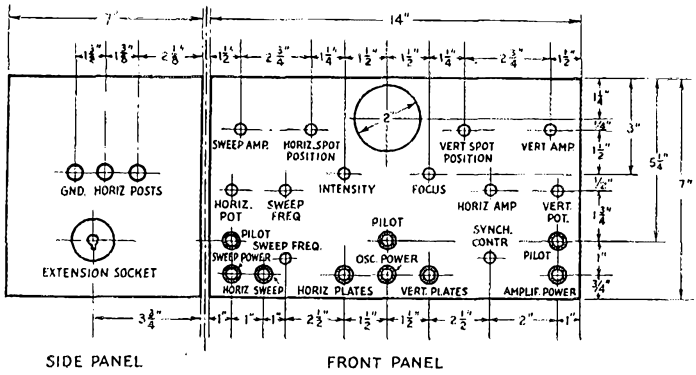 7" 14"
1 3/8" 1 3/8" 2 1/8" 1 1/2" 2 3/4" 1 1/4" 1 1/2" 1 1/2" 1 1/4" 2 3/4" 1 1/2"
2
1 1/4"
1/4"
1 1/2"
1/2"
1 3/4"
1"
3/4"
3"
5 1/4"
7"
SWEEP AMP. HORIZ. SPOT POSITION VERT SPOT POSITION VERT AMP.
GND. HORIZ POSTS INTENSITY FOCUS
HORIZ. POT SWEEP FREQ HORIZ AMP VERT. POT.
PILOT PILOT SYNCH. CONTR PILOT
SWEEP POWER SWEEP FREQ. OSC. POWER
EXTENSION SOCKET HORIZ SWEEP HORIZ PLATES VERT. PLATES AMPLIF. POWER
3 3/4" 1" 1" 1" 2 1/2" 1 1/2" 1 1/2" 2 1/2" 2" 1"
SIDE PANEL FRONT PANEL